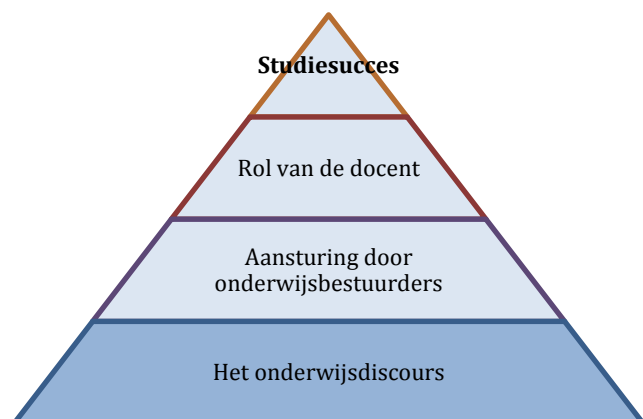 Studiesucces
Rol van de docent
Aansturing door
onderwijsbestuurders
Het onderwijsdiscours